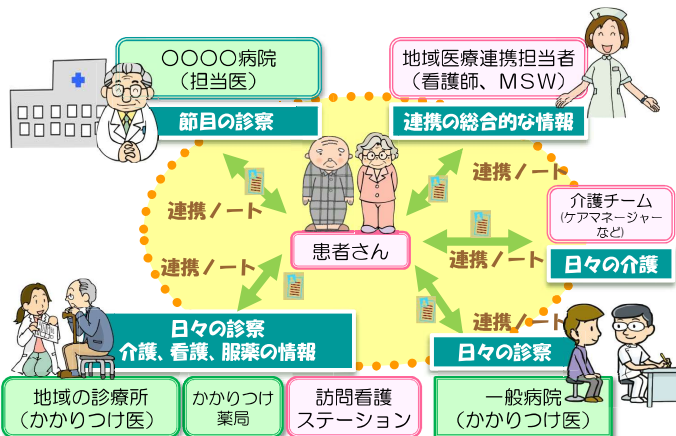 〇〇〇〇病院
(担当医)
節目の診察
地域医療連携担当者
(看護師、MSW)
連携の総合的な情報
連携ノート
連携ノート
介護チーム
(ケアマネージャー
など)
日々の介護
患者さん
連携ノート
連携ノート
連携ノート
日々の診察
介護、看護、服薬の情報
日々の診察
地域の診療所
(かかりつけ医)
かかりつけ
薬局
訪問看護
ステーション
一般病院
(かかりつけ医)